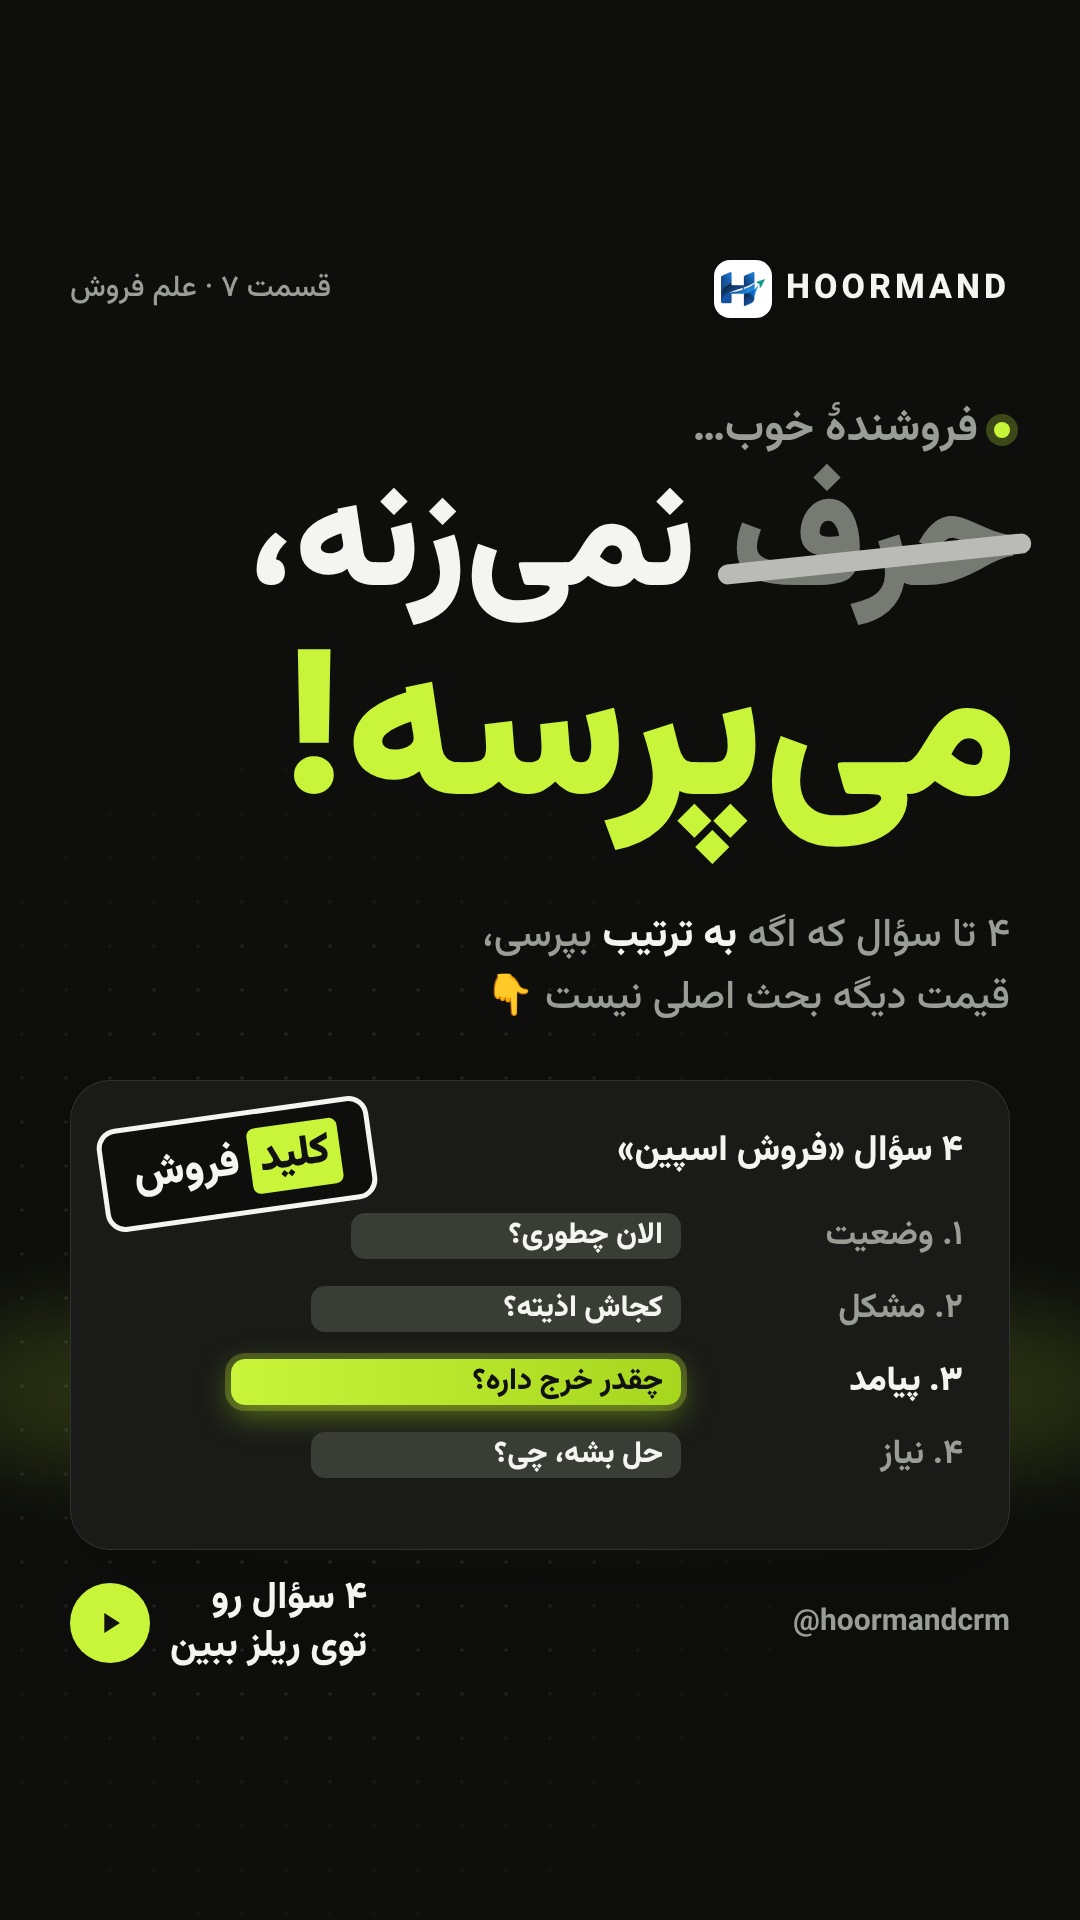 HOORMAND
قسمت ۷ · علم فروش
فروشندهٔ خوب...
حرف نمی‌زنه،
می‌پرسه!
۴ تا سؤال که اگه به ترتیب بپرسی،
قیمت دیگه بحث اصلی نیست 👇
۴ سؤال «فروش اسپین»
کلید فروش
۱. وضعیت الان چطوری؟
۲. مشکل کجاش اذیته؟
۳. پیامد چقدر خرج داره؟
۴. نیاز حل بشه، چی؟
@hoormandcrm
۴ سؤال رو
توی ریلز ببین